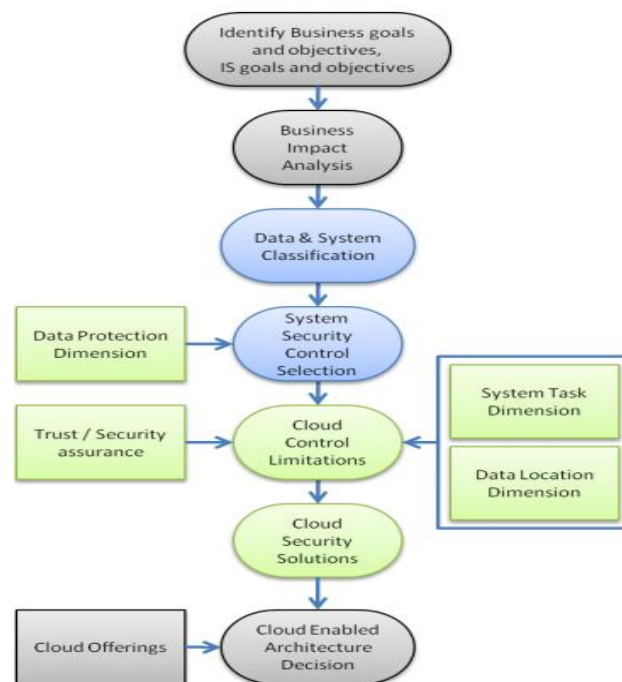 Identify Business goals
and objectives,
IS goals and objectives
Business
Impact
Analysis
Data & System
Classification
Data Protection
Dimension
System
Security
Control
Selection
Trust / Security
assurance
Cloud
Control
Limitations
System Task
Dimension
Data Location
Dimension
Cloud
Security
Solutions
Cloud Offerings
Cloud Enabled
Architecture
Decision